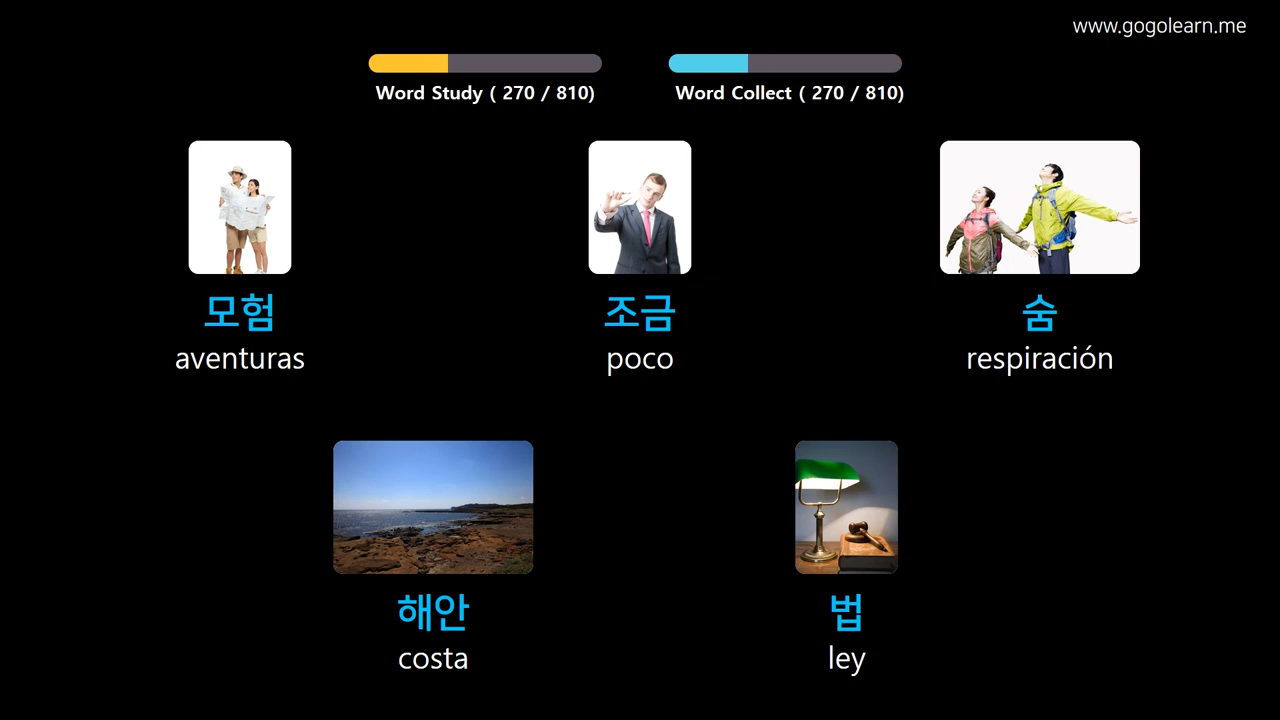 www.gogolearn.me
Word Study ( 270 / 810)
Word Collect ( 270 / 810)
모험
aventuras
조금
poco
숨
respiración
해안
costa
법
ley